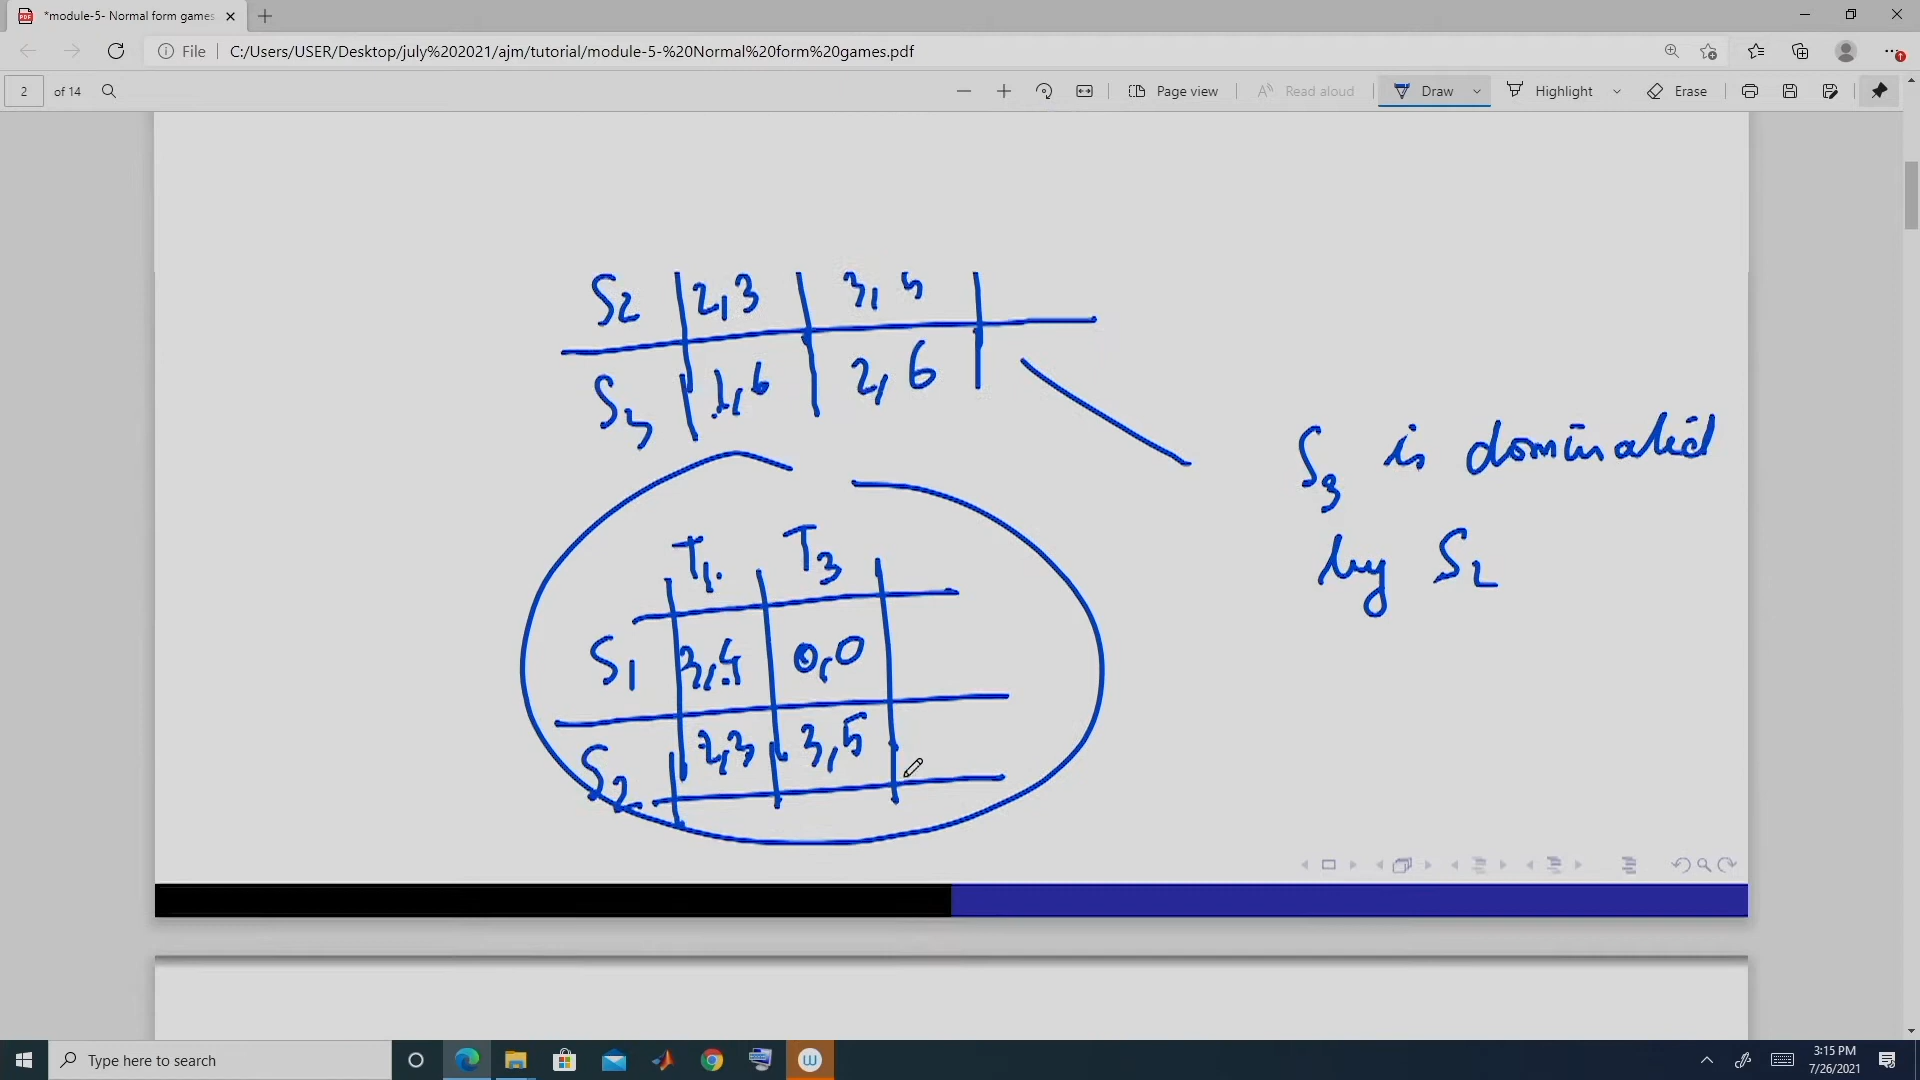 *module-5- Normal form games
File C:/Users/USER/Desktop/july%202021/ajm/tutorial/module-5-%20Normal%20form%20games.pdf
2 of 14 Page view Read aloud Draw Highlight Erase
S2 2,3 3,5
S3 1,6 2,6
S3 is dominated
by S2
T1 T3
S1 3,4 0,0
S2 2,3 3,5
Type here to search
3:15 PM
7/26/2021